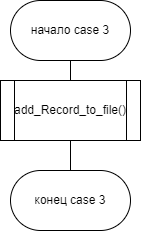 начало case 3
add_Record_to_file()
конец case 3